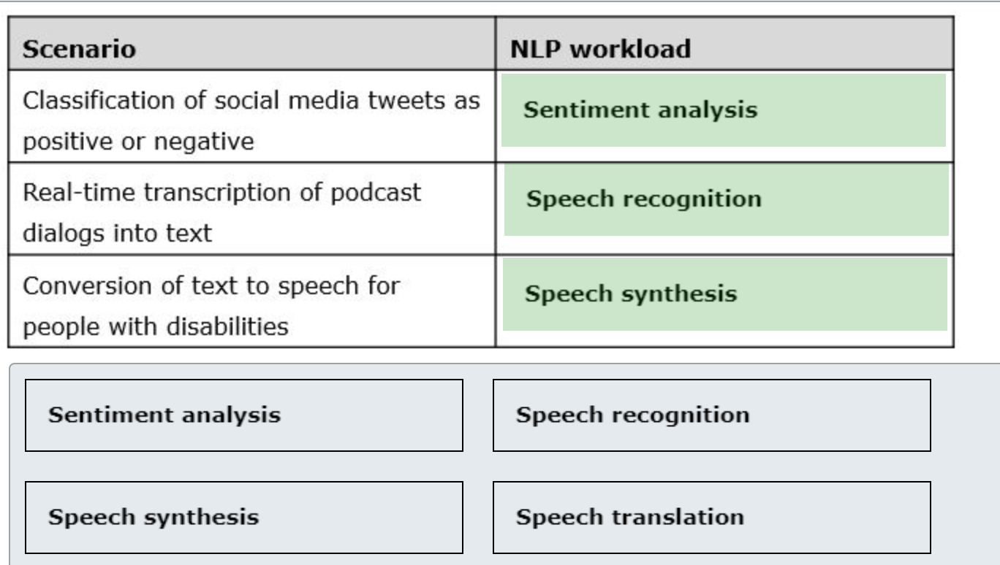 Scenario
NLP workload
Classification of social media tweets as
positive or negative
Sentiment analysis
Real-time transcription of podcast
dialogs into text
Speech recognition
Conversion of text to speech for
people with disabilities
Speech synthesis
Sentiment analysis
Speech recognition
Speech synthesis
Speech translation